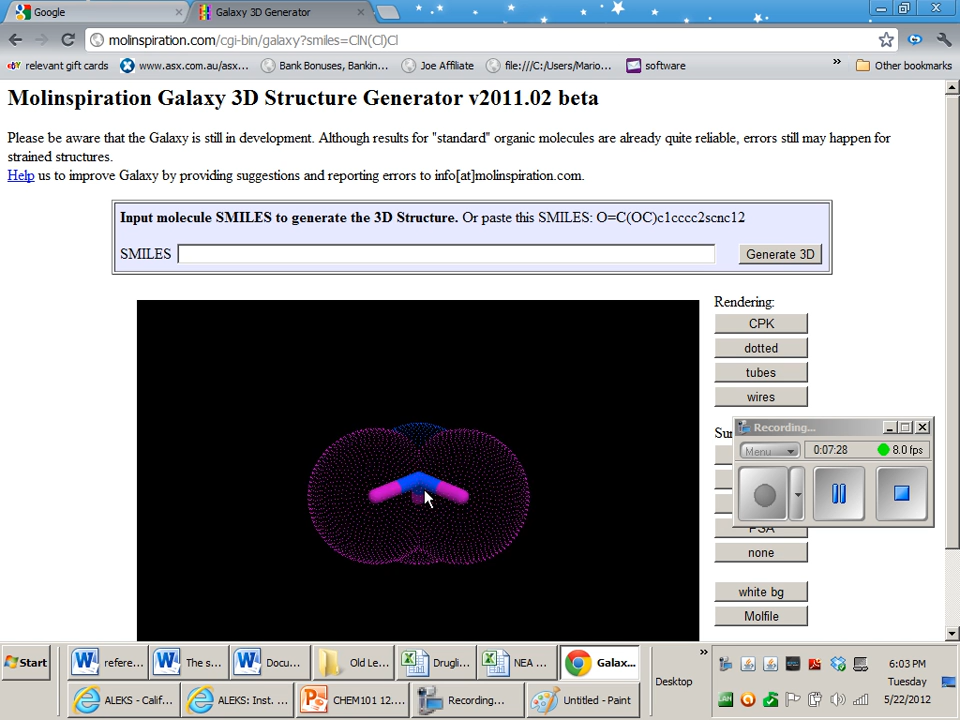 Google
Galaxy 3D Generator
molinspiration.com/cgi-bin/galaxy?smiles=ClN(Cl)Cl
relevant gift cards
www.asx.com.au/asx...
Bank Bonuses, Bankin...
Joe Affiliate
file:///C:/Users/Mario...
software
»
Other bookmarks
Molinspiration Galaxy 3D Structure Generator v2011.02 beta
Please be aware that the Galaxy is still in development. Although results for "standard" organic molecules are already quite reliable, errors still may happen for
strained structures.
Help us to improve Galaxy by providing suggestions and reporting errors to info[at]molinspiration.com.
Input molecule SMILES to generate the 3D Structure. Or paste this SMILES: O=C(OC)c1cccc2scnc12
SMILES
Generate 3D
Rendering:
CPK
dotted
tubes
wires
Recording...
Menu
0:07:28
8.0 fps
PSA
none
white bg
Molfile
Start
refere...
The s...
Docu...
Old Le...
Drugli...
NEA ...
Galax...
ALEKS - Calif...
ALEKS: Inst. ...
CHEM101 12....
Recording...
Untitled - Paint
Desktop
»
6:03 PM
Tuesday
5/22/2012